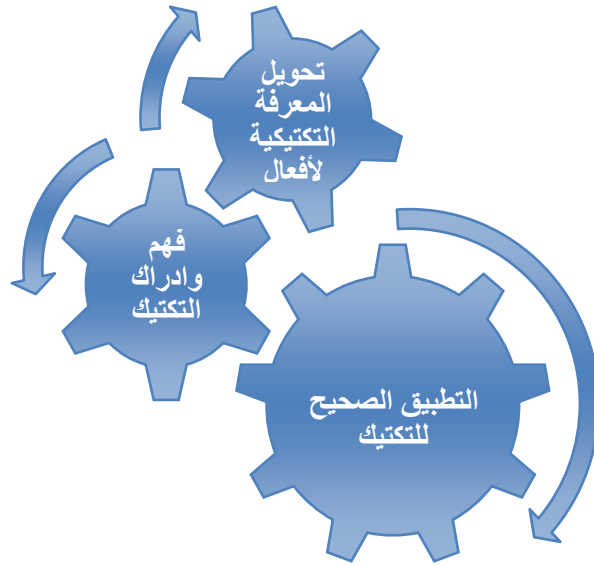 تحويل
المعرفة
التكتيكية
لأفعال
فهم
وادراك
التكتيك
التطبيق الصحيح
للتكتيك